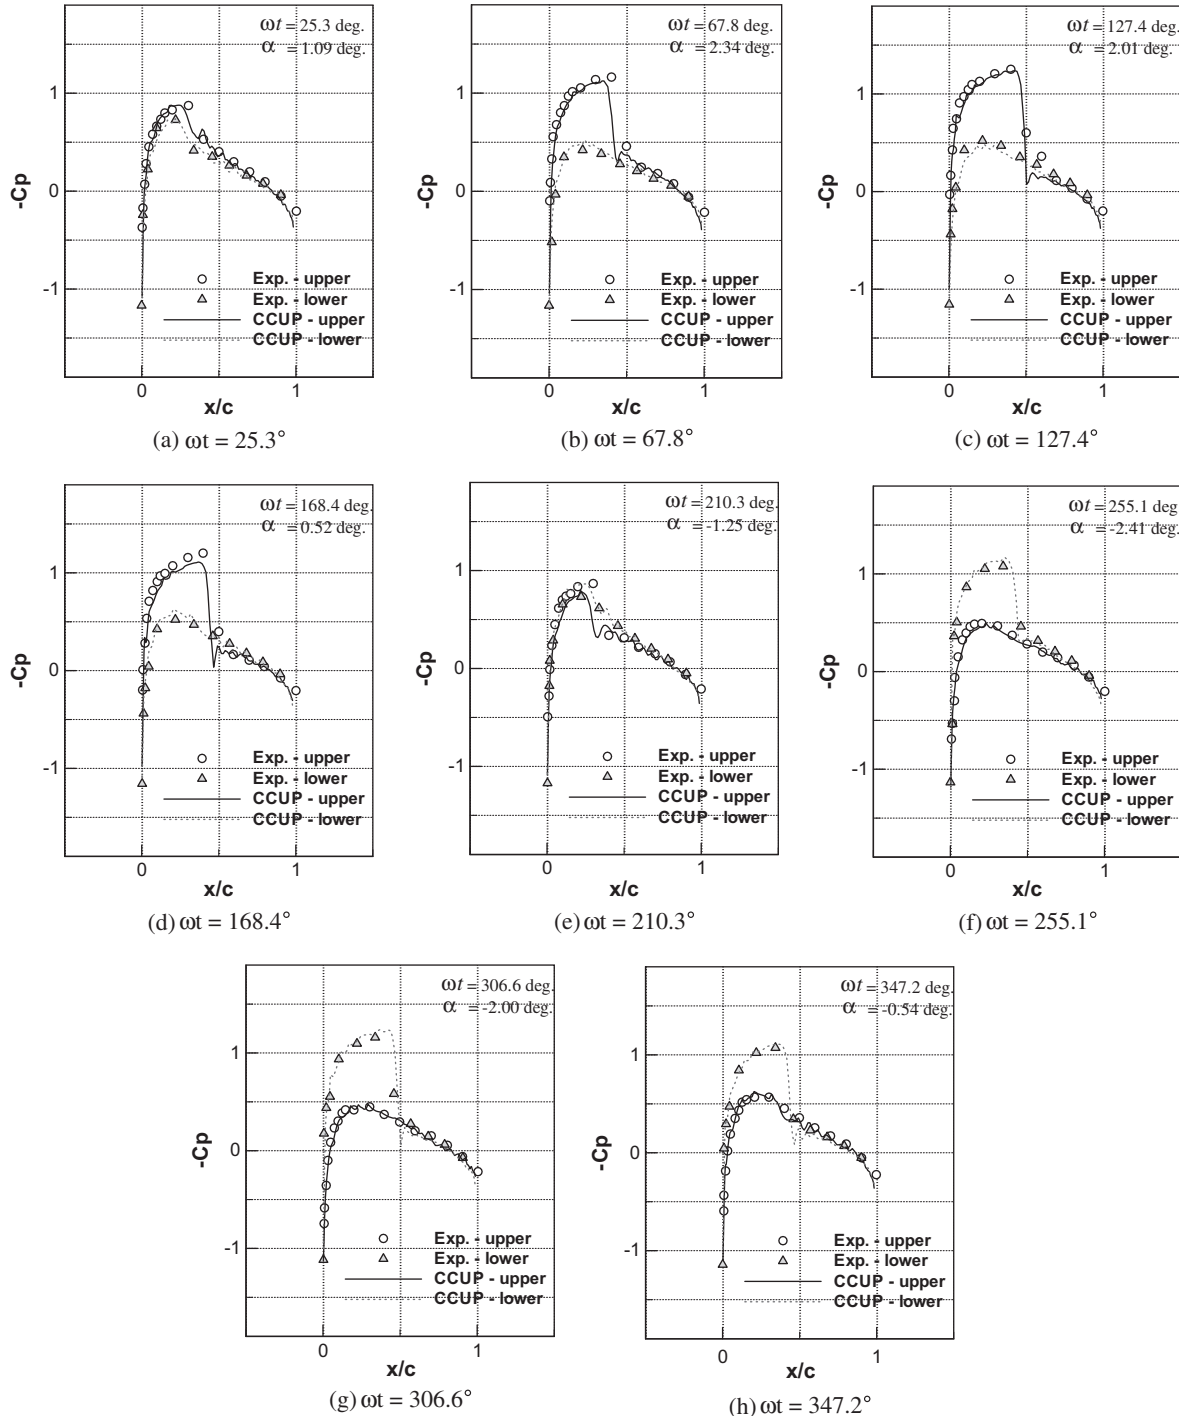 ωt = 25.3 deg.
α = 1.09 deg.
1
0
-1
-Cp
Exp. - upper
Exp. - lower
CCUP - upper
CCUP - lower
0 1
x/c
(a) ωt = 25.3°
ωt = 67.8 deg.
α = 2.34 deg.
1
0
-1
-Cp
Exp. - upper
Exp. - lower
CCUP - upper
CCUP - lower
0 1
x/c
(b) ωt = 67.8°
ωt = 127.4 deg.
α = 2.01 deg.
1
0
-1
-Cp
Exp. - upper
Exp. - lower
CCUP - upper
CCUP - lower
0 1
x/c
(c) ωt = 127.4°
ωt = 168.4 deg.
α = 0.52 deg.
1
0
-1
-Cp
Exp. - upper
Exp. - lower
CCUP - upper
CCUP - lower
0 1
x/c
(d) ωt = 168.4°
ωt = 210.3 deg.
α = -1.25 deg.
1
0
-1
-Cp
Exp. - upper
Exp. - lower
CCUP - upper
CCUP - lower
0 1
x/c
(e) ωt = 210.3°
ωt = 255.1 deg
α = -2.41 deg.
1
0
-1
-Cp
Exp. - upper
Exp. - lower
CCUP - upper
CCUP - lower
0 1
x/c
(f) ωt = 255.1°
ωt = 306.6 deg.
α = -2.00 deg.
1
0
-1
-Cp
Exp. - upper
Exp. - lower
CCUP - upper
CCUP - lower
0 1
x/c
(g) ωt = 306.6°
ωt = 347.2 deg.
α = -0.54 deg.
1
0
-1
-Cp
Exp. - upper
Exp. - lower
CCUP - upper
CCUP - lower
0 1
x/c
(h) ωt = 347.2°